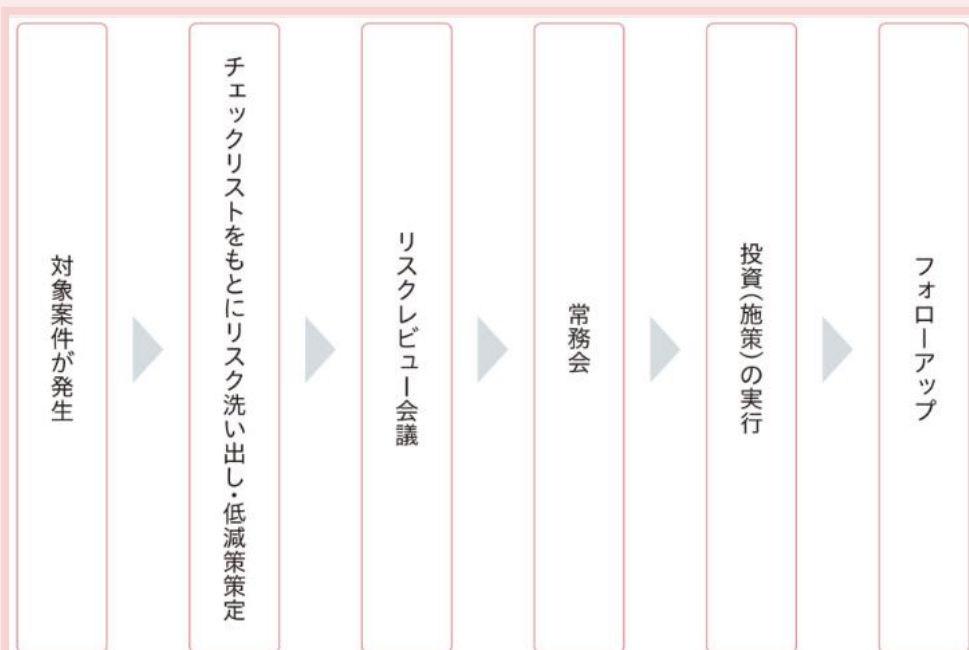 対象案件が発生
チェックリストをもとにリスク洗い出し・低減策策定
リスクレビュー会議
常務会
投資(施策)の実行
フォローアップ